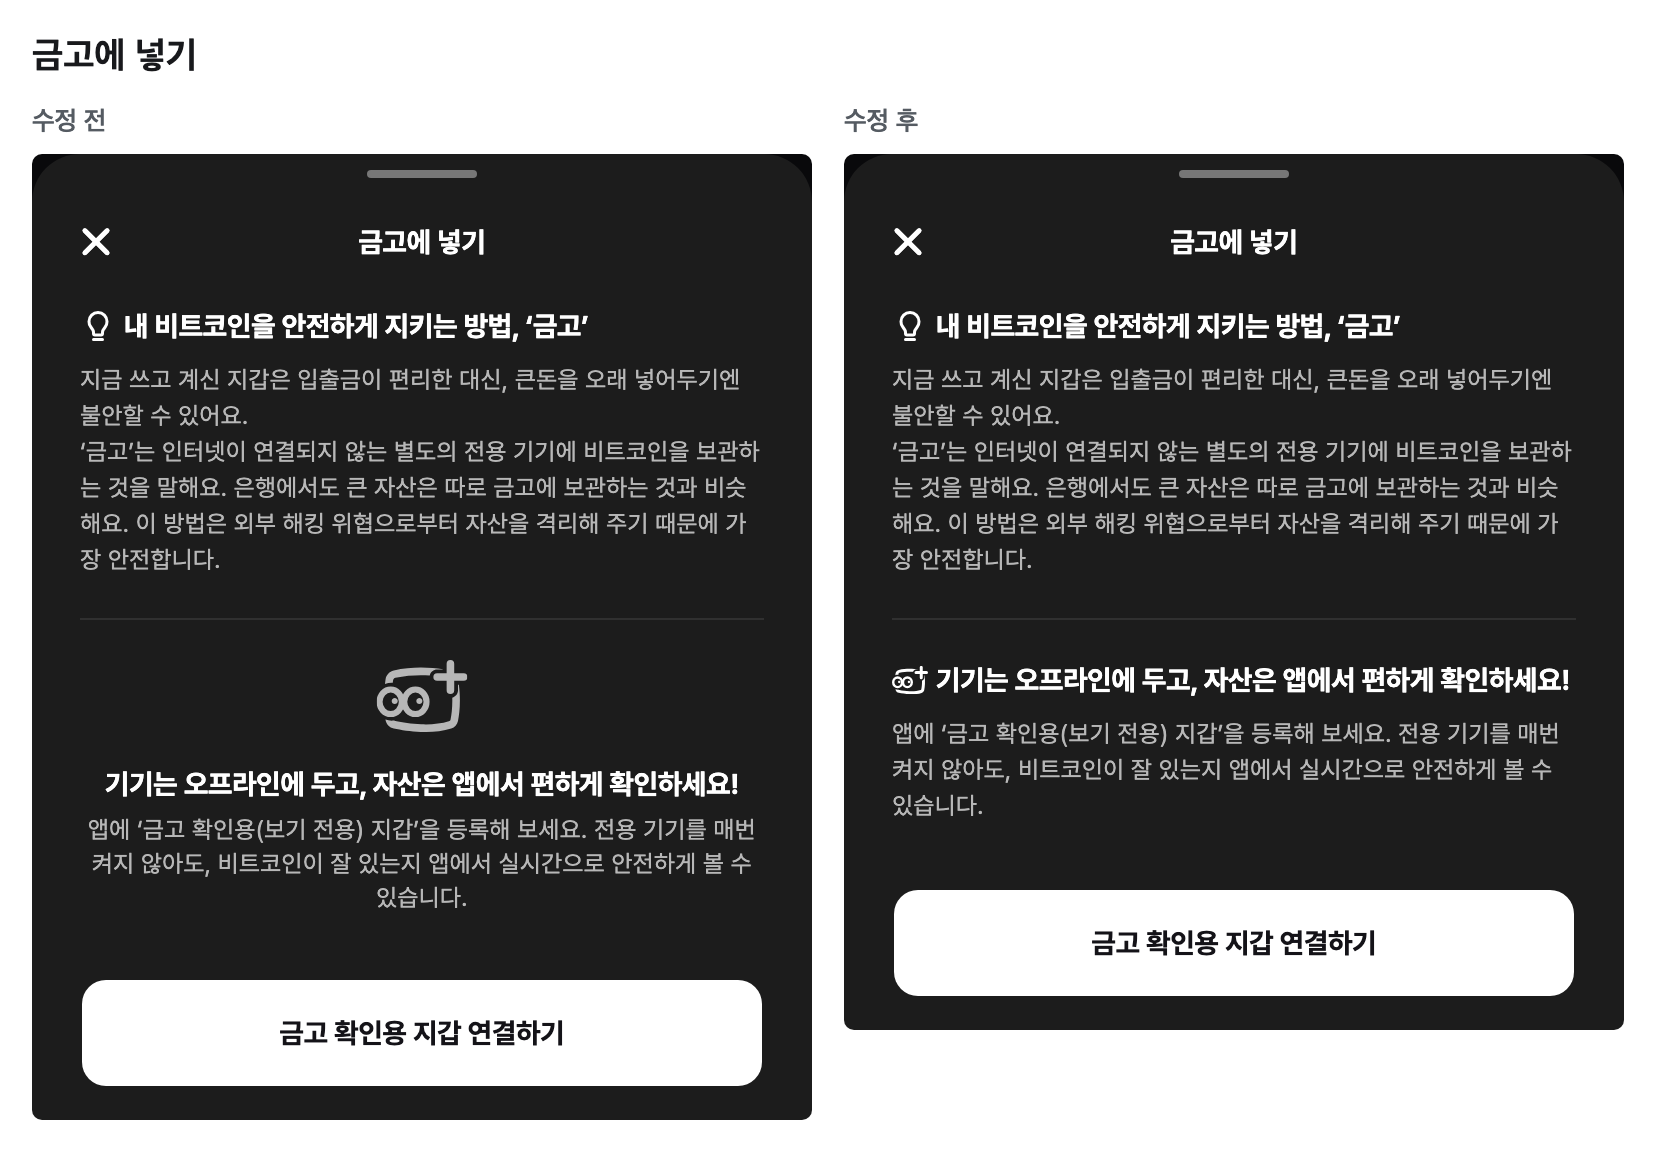 금고에 넣기
수정 전
금고에 넣기
내 비트코인을 안전하게 지키는 방법, ‘금고’
지금 쓰고 계신 지갑은 입출금이 편리한 대신, 큰돈을 오래 넣어두기엔
불안할 수 있어요.
‘금고’는 인터넷이 연결되지 않는 별도의 전용 기기에 비트코인을 보관하
는 것을 말해요. 은행에서도 큰 자산은 따로 금고에 보관하는 것과 비슷
해요. 이 방법은 외부 해킹 위협으로부터 자산을 격리해 주기 때문에 가
장 안전합니다.
기기는 오프라인에 두고, 자산은 앱에서 편하게 확인하세요!
앱에 ‘금고 확인용(보기 전용) 지갑’을 등록해 보세요. 전용 기기를 매번
켜지 않아도, 비트코인이 잘 있는지 앱에서 실시간으로 안전하게 볼 수
있습니다.
금고 확인용 지갑 연결하기
수정 후
금고에 넣기
내 비트코인을 안전하게 지키는 방법, ‘금고’
지금 쓰고 계신 지갑은 입출금이 편리한 대신, 큰돈을 오래 넣어두기엔
불안할 수 있어요.
‘금고’는 인터넷이 연결되지 않는 별도의 전용 기기에 비트코인을 보관하
는 것을 말해요. 은행에서도 큰 자산은 따로 금고에 보관하는 것과 비슷
해요. 이 방법은 외부 해킹 위협으로부터 자산을 격리해 주기 때문에 가
장 안전합니다.
기기는 오프라인에 두고, 자산은 앱에서 편하게 확인하세요!
앱에 ‘금고 확인용(보기 전용) 지갑’을 등록해 보세요. 전용 기기를 매번
켜지 않아도, 비트코인이 잘 있는지 앱에서 실시간으로 안전하게 볼 수
있습니다.
금고 확인용 지갑 연결하기